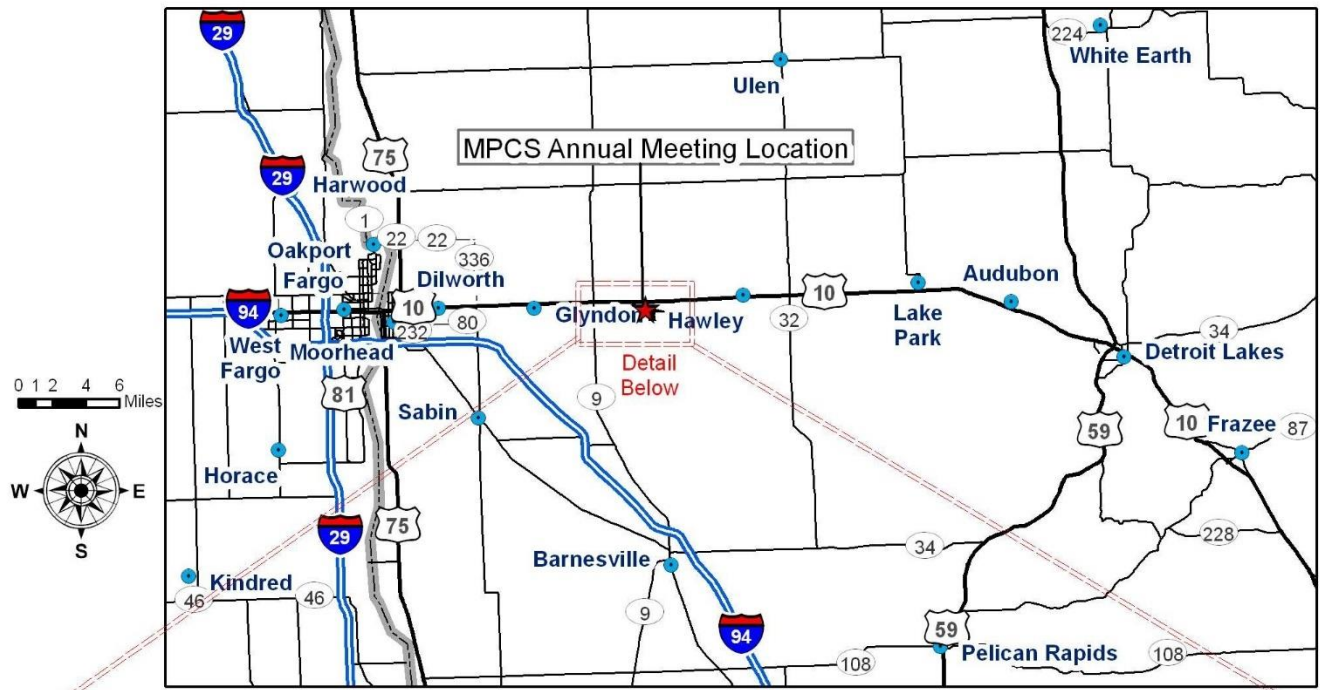 29
224
White Earth
Ulen
75
MPCS Annual Meeting Location
29
Harwood
1
22
22
336
Oakport
Fargo
Dilworth
Audubon
94
10
Glyndon
Hawley
10
Lake
Park
32
80
232
34
West
Fargo
Moorhead
Detroit Lakes
Detail
Below
0 1 2 4 6
Miles
81
9
Sabin
59
10
Frazee
87
N
W
E
S
Horace
29
75
228
34
Barnesville
Kindred
46
46
9
94
59
Pelican Rapids
108
108